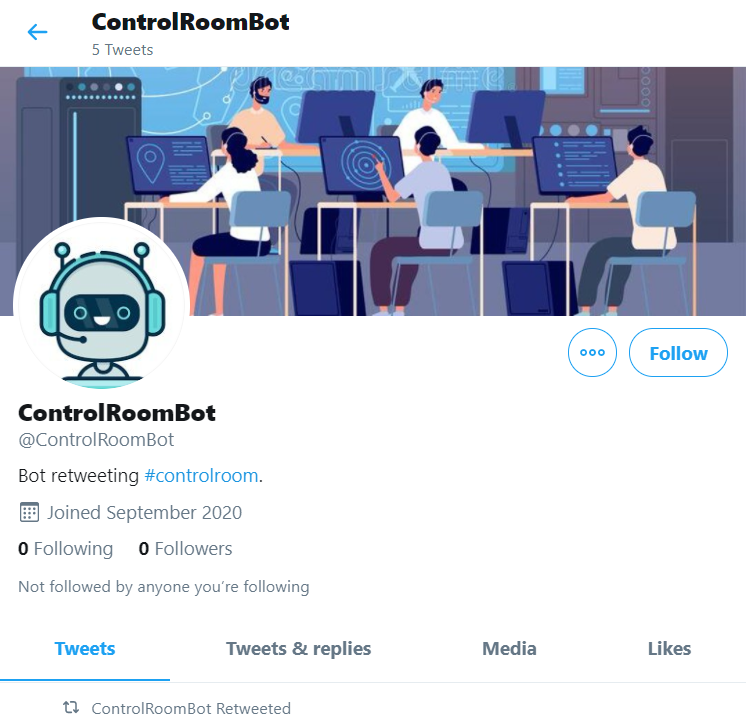 ControlRoomBot
5 Tweets
Follow
ControlRoomBot
@ControlRoomBot
Bot retweeting #controlroom.
Joined September 2020
0 Following 0 Followers
Not followed by anyone you’re following
Tweets Tweets & replies Media Likes
ControlRoomBot Retweeted